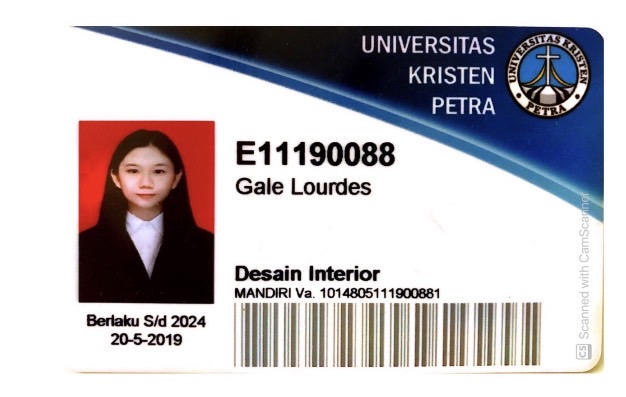 UNIVERSITAS
KRISTEN
PETRA
UNIVERSITAS KRISTEN
PETRA
E11190088
Gale Lourdes
Desain Interior
MANDIRI Va. 1014805111900881
Berlaku S/d 2024
20-5-2019
CS Scanned with CamScanner